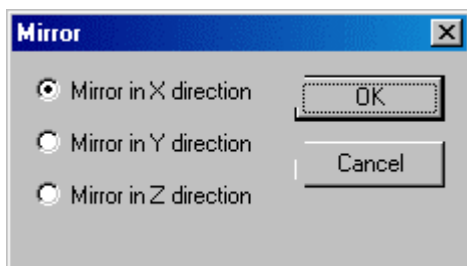 Mirror
Mirror in X direction
OK
Mirror in Y direction
Cancel
Mirror in Z direction